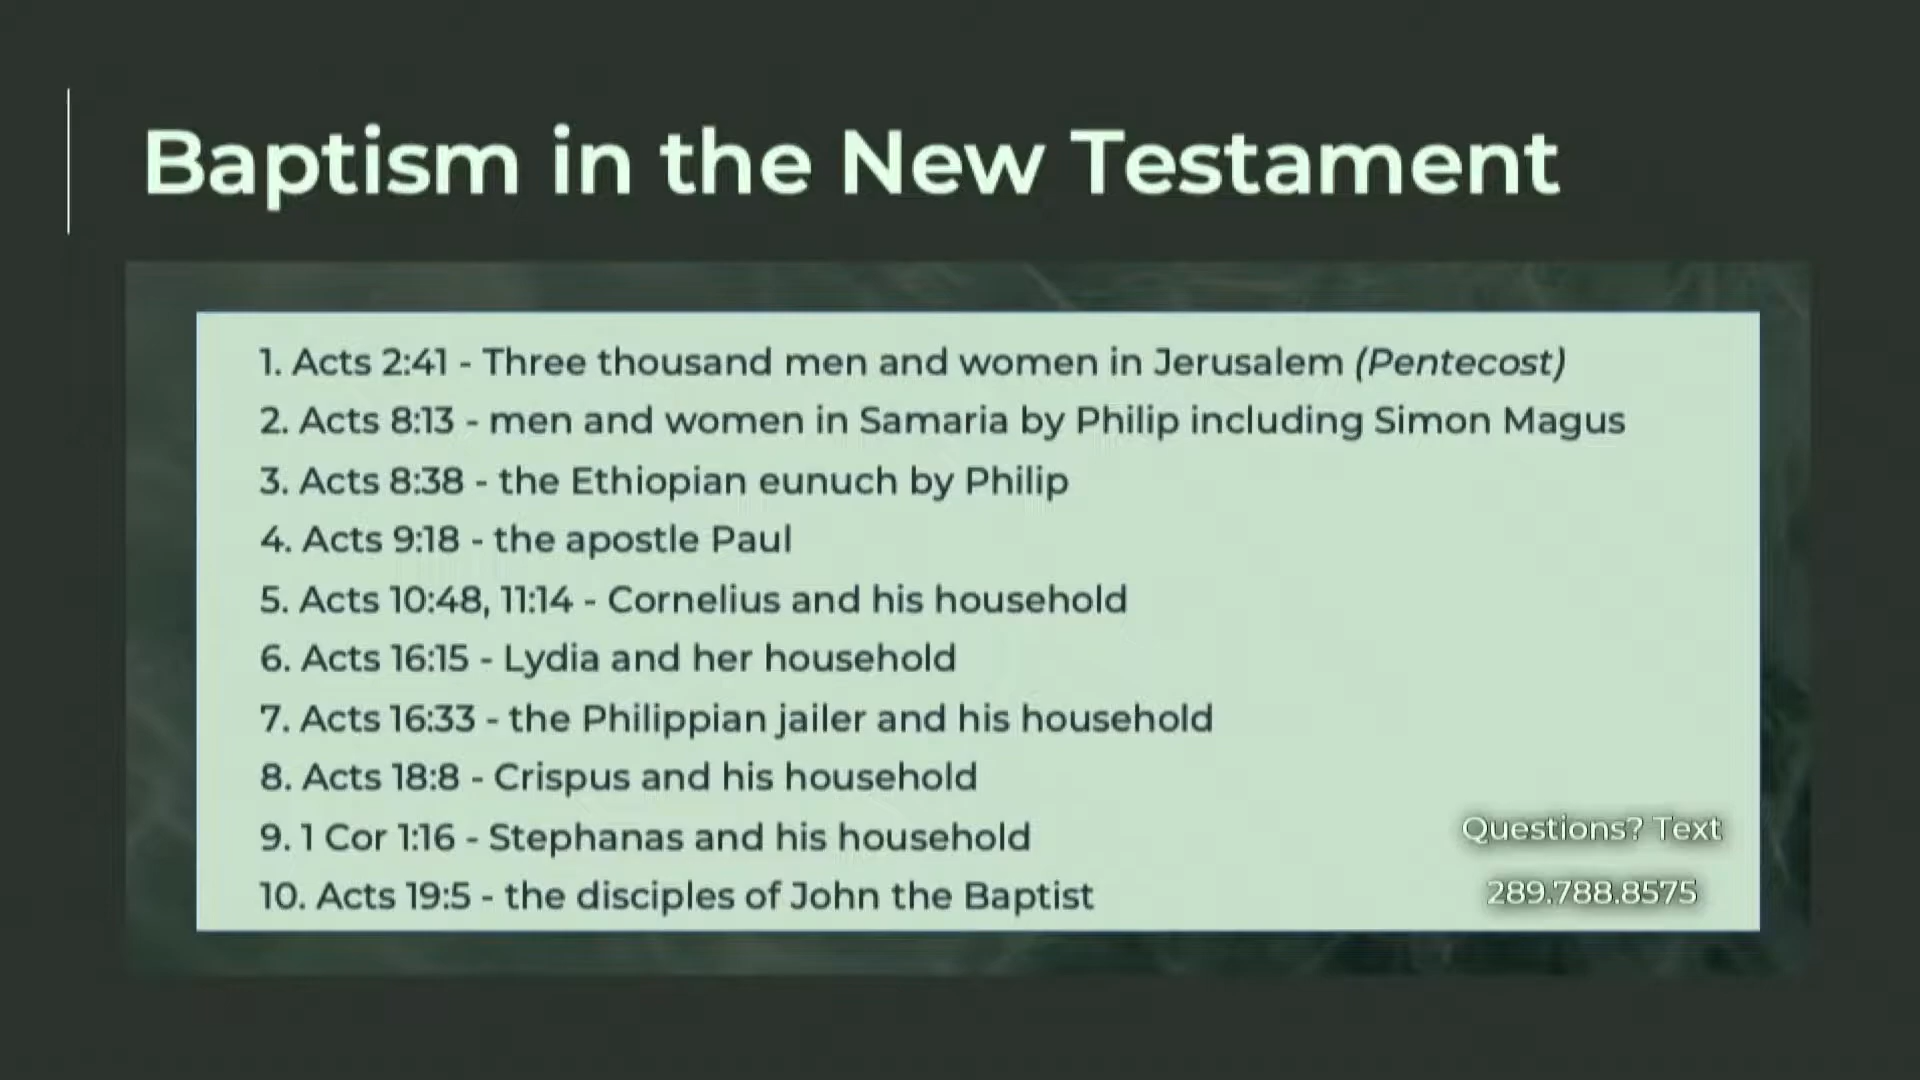 Baptism in the New Testament
1. Acts 2:41 - Three thousand men and women in Jerusalem (Pentecost)
2. Acts 8:13 - men and women in Samaria by Philip including Simon Magus
3. Acts 8:38 - the Ethiopian eunuch by Philip
4. Acts 9:18 - the apostle Paul
5. Acts 10:48, 11:14 - Cornelius and his household
6. Acts 16:15 - Lydia and her household
7. Acts 16:33 - the Philippian jailer and his household
8. Acts 18:8 - Crispus and his household
9. 1 Cor 1:16 - Stephanas and his household
10. Acts 19:5 - the disciples of John the Baptist
Questions? Text
289.788.8575